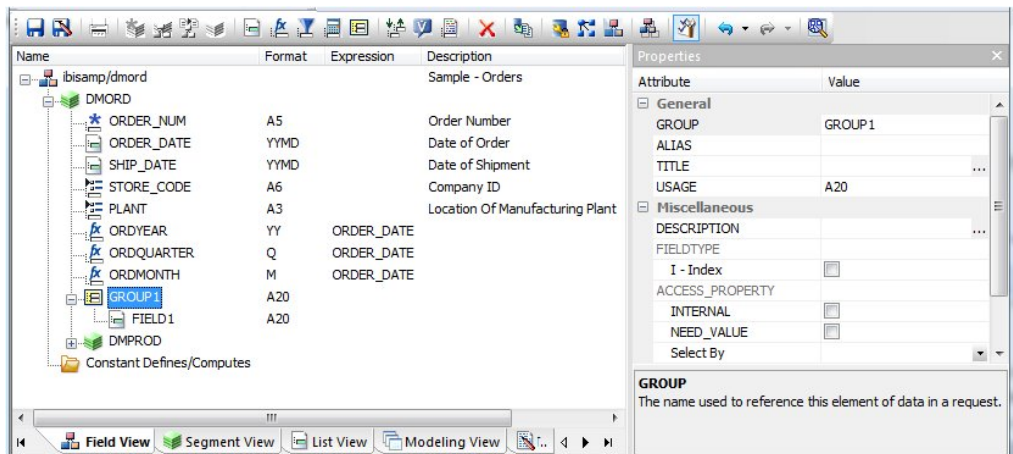 Name Format Expression Description
ibisamp/dmord Sample - Orders
DMORD
ORDER_NUM A5 Order Number
ORDER_DATE YYMD Date of Order
SHIP_DATE YYMD Date of Shipment
STORE_CODE A6 Company ID
PLANT A3 Location Of Manufacturing Plant
ORDYEAR YY ORDER_DATE
ORDQUARTER Q ORDER_DATE
ORDMONTH M ORDER_DATE
GROUP1 A20
FIELD1 A20
DMPROD
Constant Defines/Computes
Field View Segment View List View Modeling View
Properties
Attribute Value
General
GROUP GROUP1
ALIAS
TITLE ...
USAGE A20
Miscellaneous
DESCRIPTION ...
FIELDTYPE
I - Index
ACCESS_PROPERTY
INTERNAL
NEED_VALUE
Select By
GROUP
The name used to reference this element of data in a request.